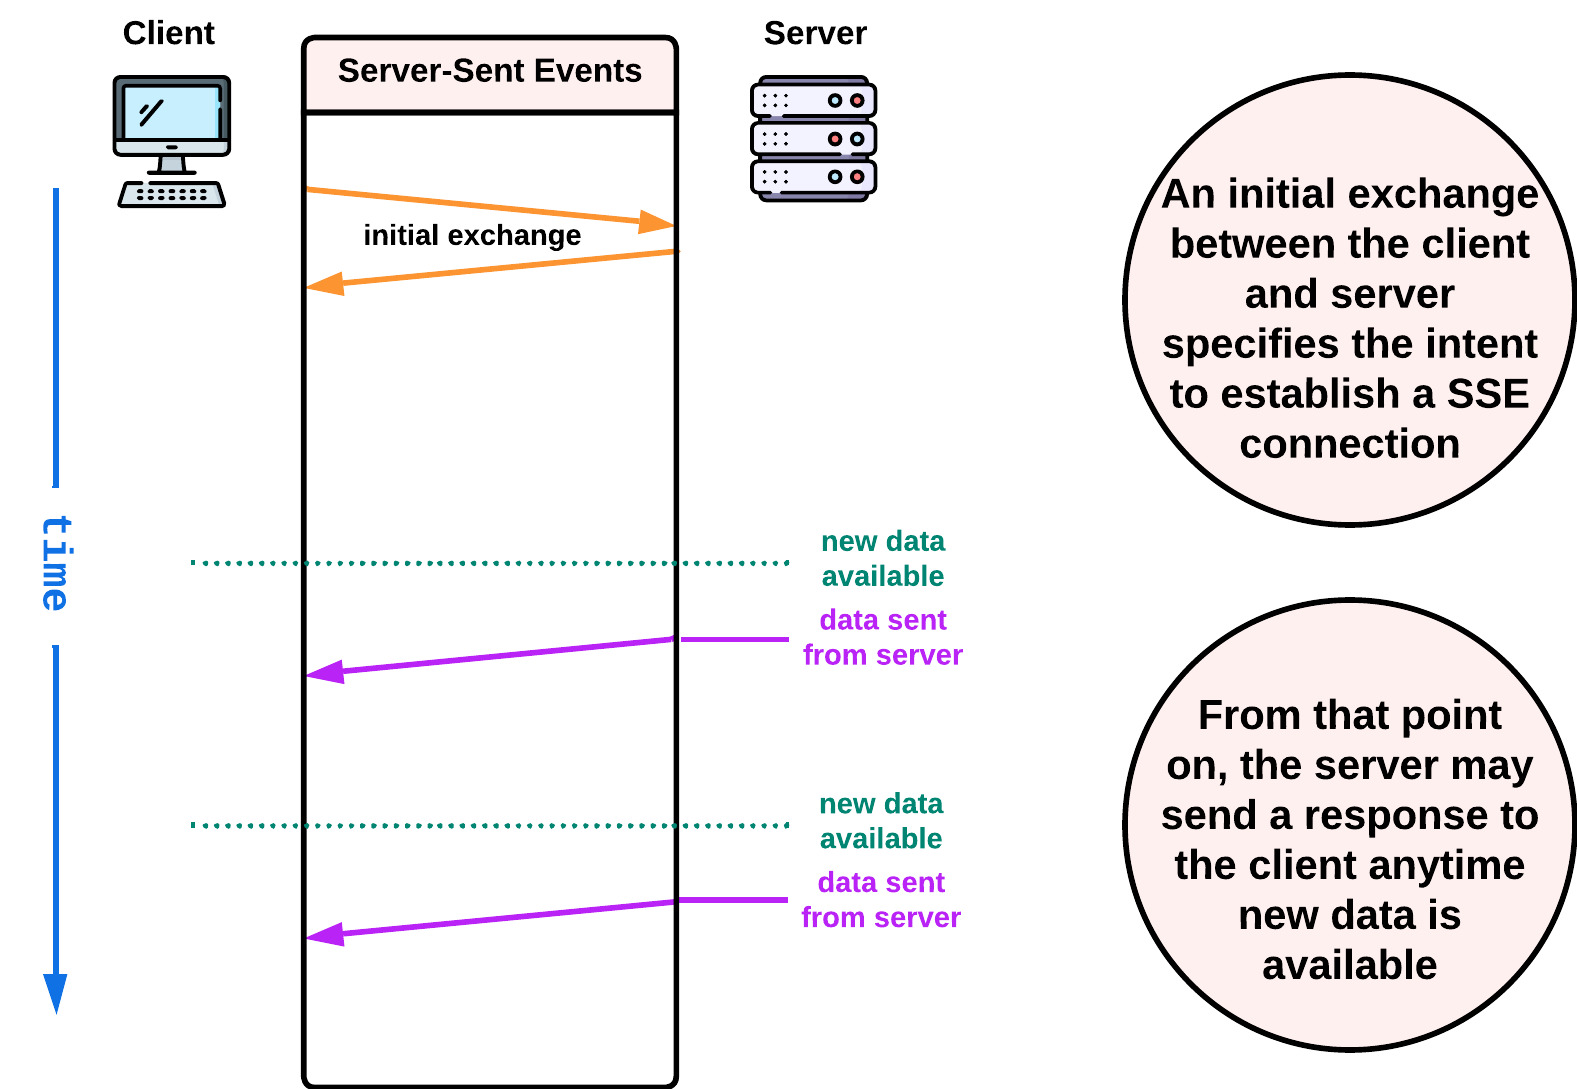 Client
Server-Sent Events
Server
initial exchange
time
new data
available
data sent
from server
new data
available
data sent
from server
An initial exchange
between the client
and server
specifies the intent
to establish a SSE
connection
From that point
on, the server may
send a response to
the client anytime
new data is
available